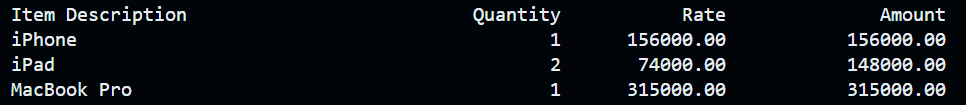 Item Description Quantity Rate Amount
iPhone 1 156000.00 156000.00
iPad 2 74000.00 148000.00
MacBook Pro 1 315000.00 315000.00